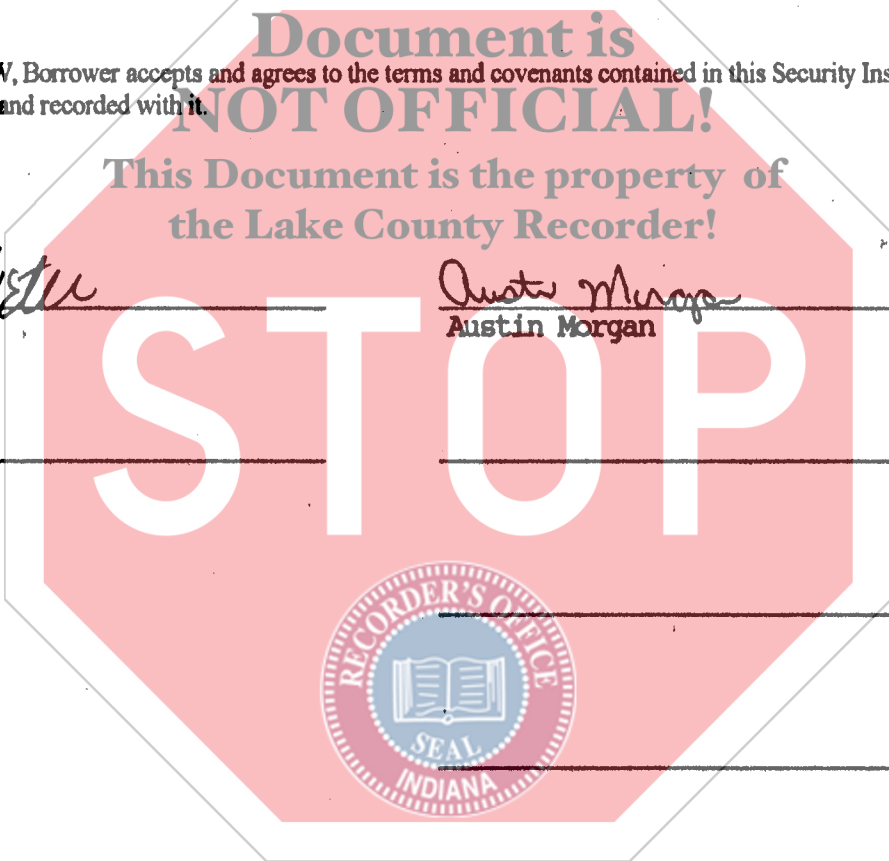 Document is
V, Borrower accepts and agrees to the terms and covenants contained in this Security Ins
and recorded with it.
NOT OFFICIAL!
This Document is the property of
the Lake County Recorder!
Austin Morgan
Austin Morgan
STOP
RECORDER'S OFFICE
SEAL
INDIANA